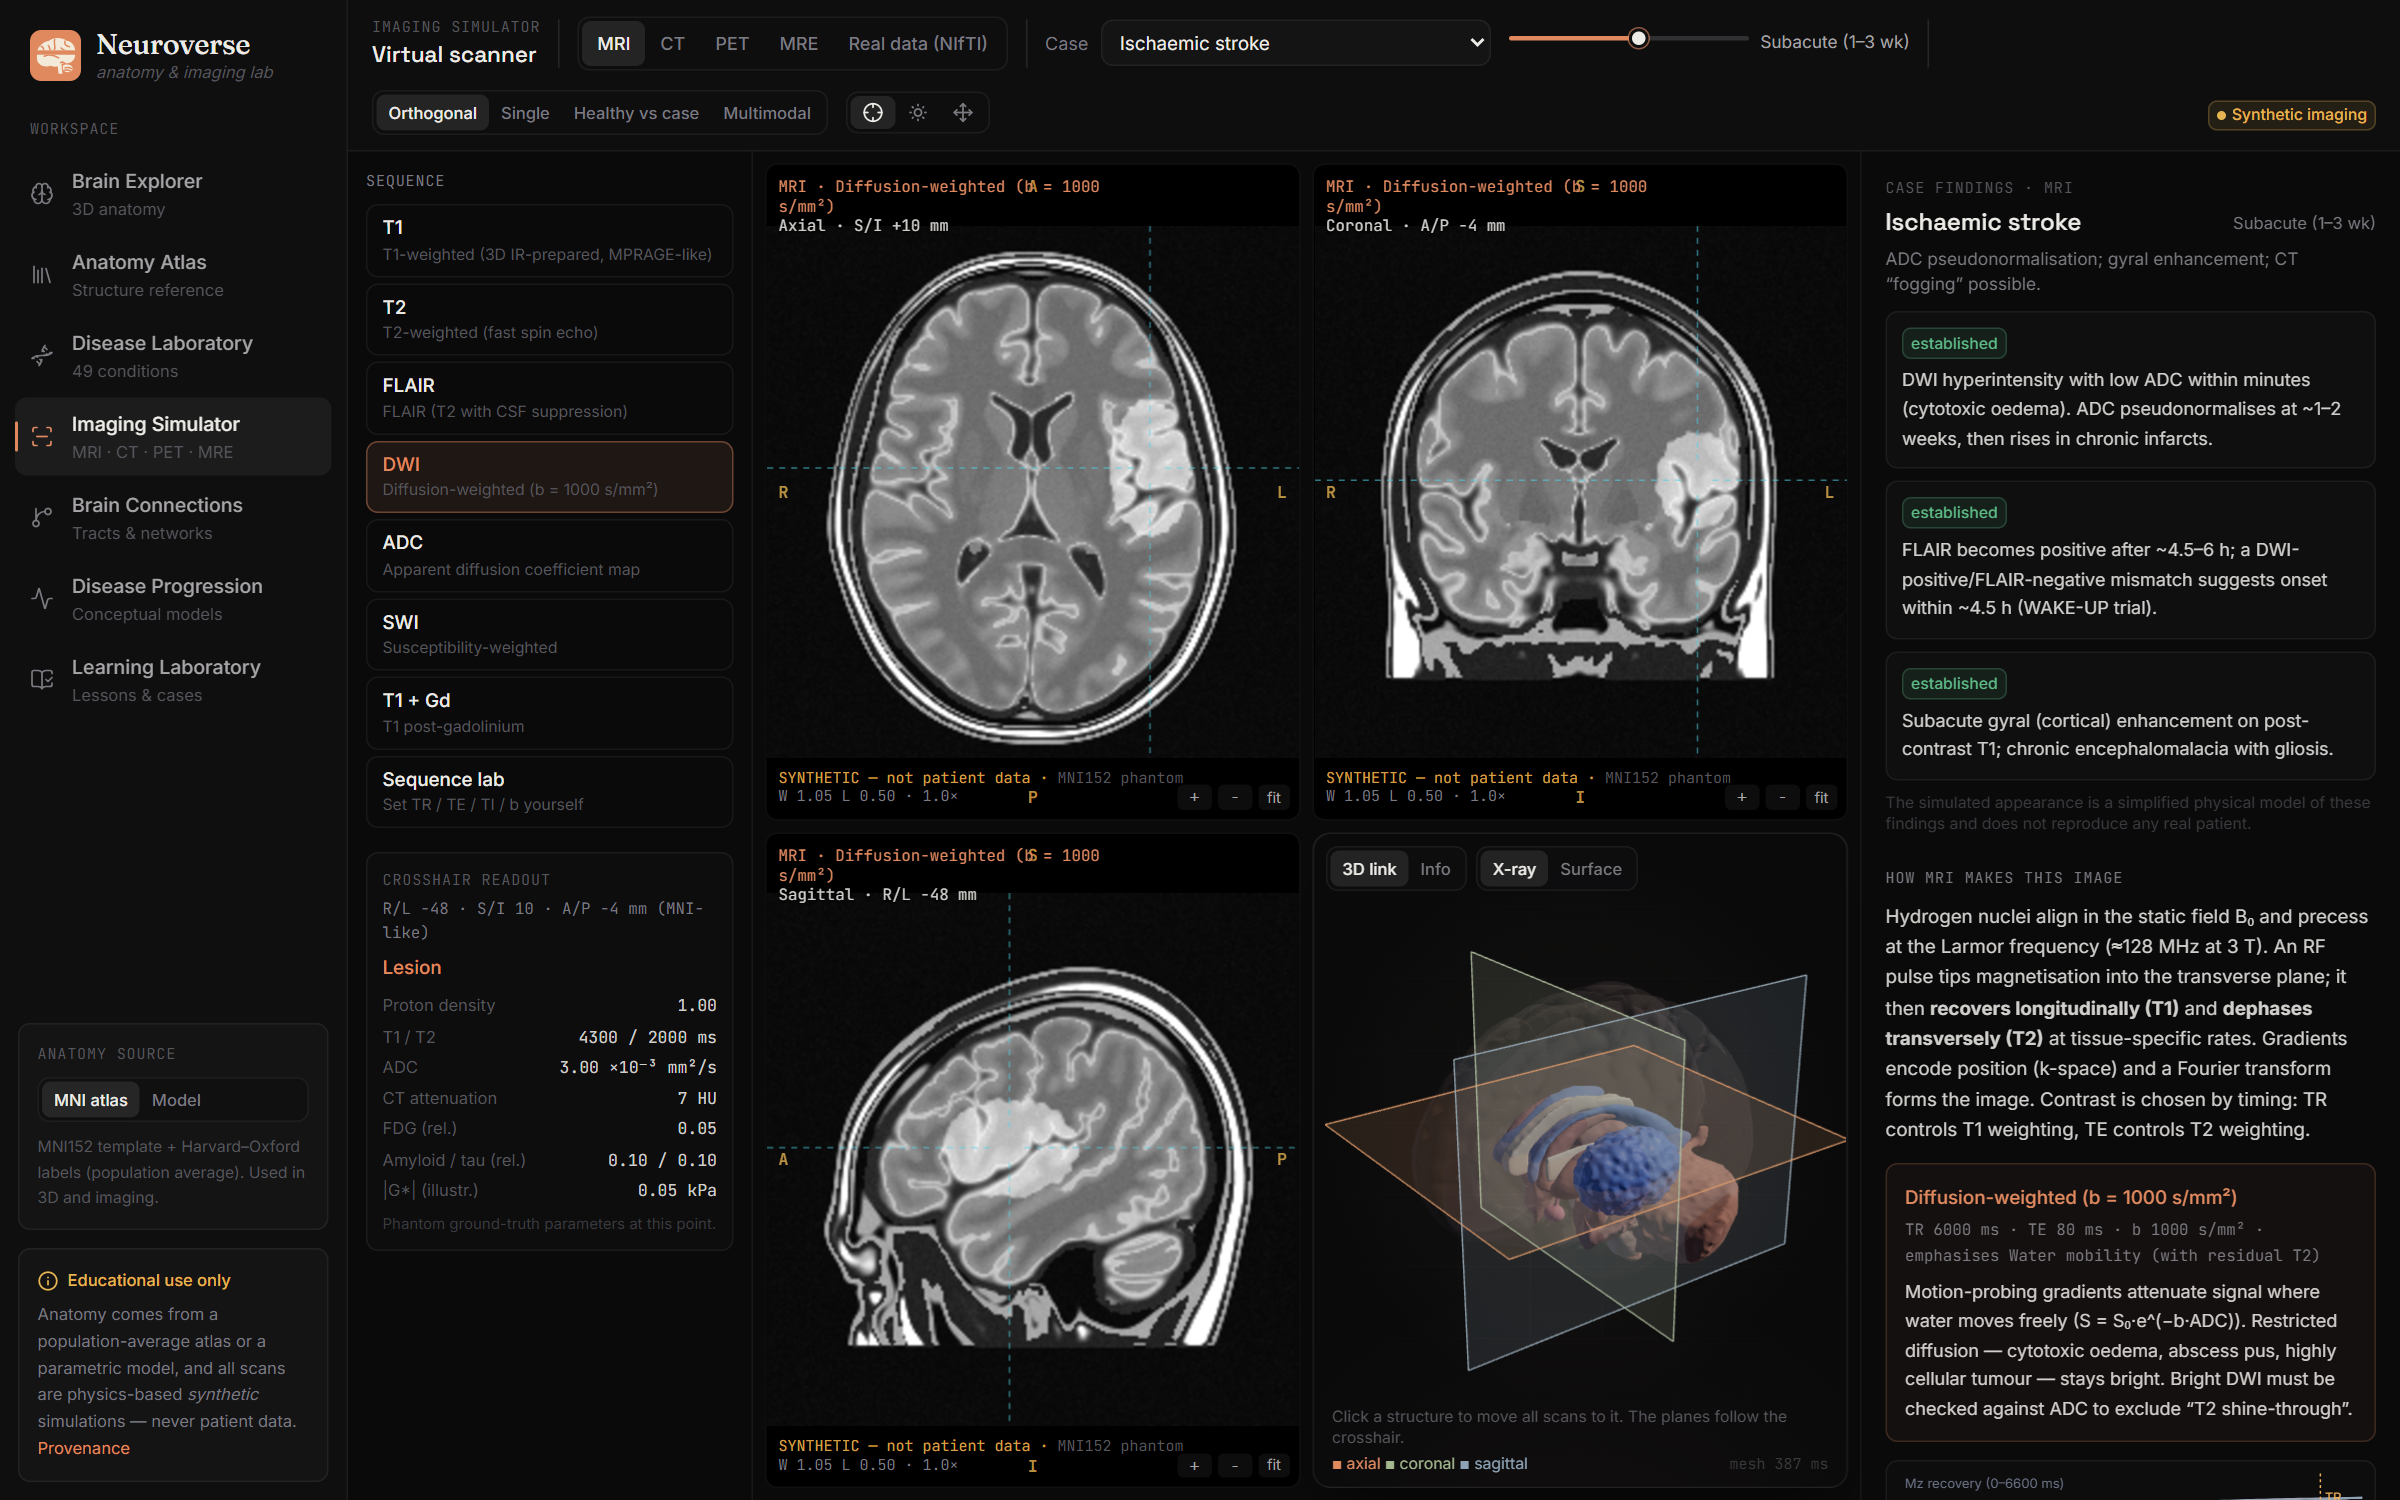 Neuroverse
anatomy & imaging lab
WORKSPACE
Brain Explorer
3D anatomy
Anatomy Atlas
Structure reference
Disease Laboratory
49 conditions
Imaging Simulator
MRI · CT · PET · MRE
Brain Connections
Tracts & networks
Disease Progression
Conceptual models
Learning Laboratory
Lessons & cases
ANATOMY SOURCE
MNI atlas Model
MNI152 template + Harvard–Oxford
labels (population average). Used in
3D and imaging.
Educational use only
Anatomy comes from a
population-average atlas or a
parametric model, and all scans
are physics-based synthetic
simulations — never patient data.
Provenance
IMAGING SIMULATOR
Virtual scanner
MRI CT PET MRE Real data (NIfTI)
Case Ischaemic stroke Subacute (1–3 wk)
Orthogonal Single Healthy vs case Multimodal
Synthetic imaging
SEQUENCE
T1
T1-weighted (3D IR-prepared, MPRAGE-like)
T2
T2-weighted (fast spin echo)
FLAIR
FLAIR (T2 with CSF suppression)
DWI
Diffusion-weighted (b = 1000 s/mm²)
ADC
Apparent diffusion coefficient map
SWI
Susceptibility-weighted
T1 + Gd
T1 post-gadolinium
Sequence lab
Set TR / TE / TI / b yourself
CROSSHAIR READOUT
R/L -48 · S/I 10 · A/P -4 mm (MNI-
like)
Lesion
Proton density 1.00
T1 / T2 4300 / 2000 ms
ADC 3.00 ×10⁻³ mm²/s
CT attenuation 7 HU
FDG (rel.) 0.05
Amyloid / tau (rel.) 0.10 / 0.10
|G*| (illustr.) 0.05 kPa
Phantom ground-truth parameters at this point.
MRI · Diffusion-weighted (b = 1000
s/mm²)
A
Axial · S/I +10 mm
R L
SYNTHETIC — not patient data · MNI152 phantom
W 1.05 L 0.50 · 1.0× P + - fit
MRI · Diffusion-weighted (b = 1000
s/mm²)
S
Coronal · A/P -4 mm
R L
SYNTHETIC — not patient data · MNI152 phantom
W 1.05 L 0.50 · 1.0× I + - fit
MRI · Diffusion-weighted (b = 1000
s/mm²)
S
Sagittal · R/L -48 mm
A P
SYNTHETIC — not patient data · MNI152 phantom
W 1.05 L 0.50 · 1.0× I + - fit
3D link Info X-ray Surface
Click a structure to move all scans to it. The planes follow the
crosshair.
axial coronal sagittal mesh 387 ms
CASE FINDINGS · MRI
Ischaemic stroke Subacute (1–3 wk)
ADC pseudonormalisation; gyral enhancement; CT
“fogging” possible.
established
DWI hyperintensity with low ADC within minutes
(cytotoxic oedema). ADC pseudonormalises at ~1–2
weeks, then rises in chronic infarcts.
established
FLAIR becomes positive after ~4.5–6 h; a DWI-
positive/FLAIR-negative mismatch suggests onset
within ~4.5 h (WAKE-UP trial).
established
Subacute gyral (cortical) enhancement on post-
contrast T1; chronic encephalomalacia with gliosis.
The simulated appearance is a simplified physical model of these
findings and does not reproduce any real patient.
HOW MRI MAKES THIS IMAGE
Hydrogen nuclei align in the static field B₀ and precess
at the Larmor frequency (≈128 MHz at 3 T). An RF
pulse tips magnetisation into the transverse plane; it
then recovers longitudinally (T1) and dephases
transversely (T2) at tissue-specific rates. Gradients
encode position (k-space) and a Fourier transform
forms the image. Contrast is chosen by timing: TR
controls T1 weighting, TE controls T2 weighting.
Diffusion-weighted (b = 1000 s/mm²)
TR 6000 ms · TE 80 ms · b 1000 s/mm² ·
emphasises Water mobility (with residual T2)
Motion-probing gradients attenuate signal where
water moves freely (S = S₀·e^(−b·ADC)). Restricted
diffusion — cytotoxic oedema, abscess pus, highly
cellular tumour — stays bright. Bright DWI must be
checked against ADC to exclude “T2 shine-through”.
Mz recovery (0–6600 ms)
TR